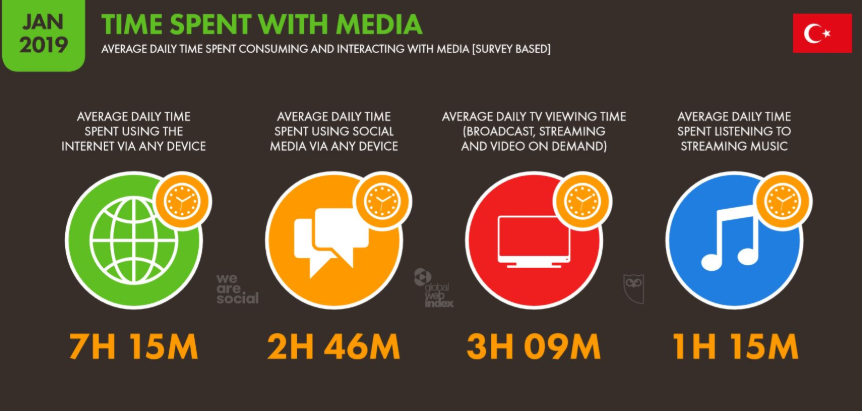 JAN
2019
TIME SPENT WITH MEDIA
AVERAGE DAILY TIME SPENT CONSUMING AND INTERACTING WITH MEDIA [SURVEY BASED]
AVERAGE DAILY TIME
SPENT USING THE
INTERNET VIA ANY DEVICE
AVERAGE DAILY TIME
SPENT USING SOCIAL
MEDIA VIA ANY DEVICE
AVERAGE DAILY TV VIEWING TIME
(BROADCAST, STREAMING
AND VIDEO ON DEMAND)
AVERAGE DAILY TIME
SPENT LISTENING TO
STREAMING MUSIC
we
are
social
global
web
index
7H 15M
2H 46M
3H 09M
1H 15M